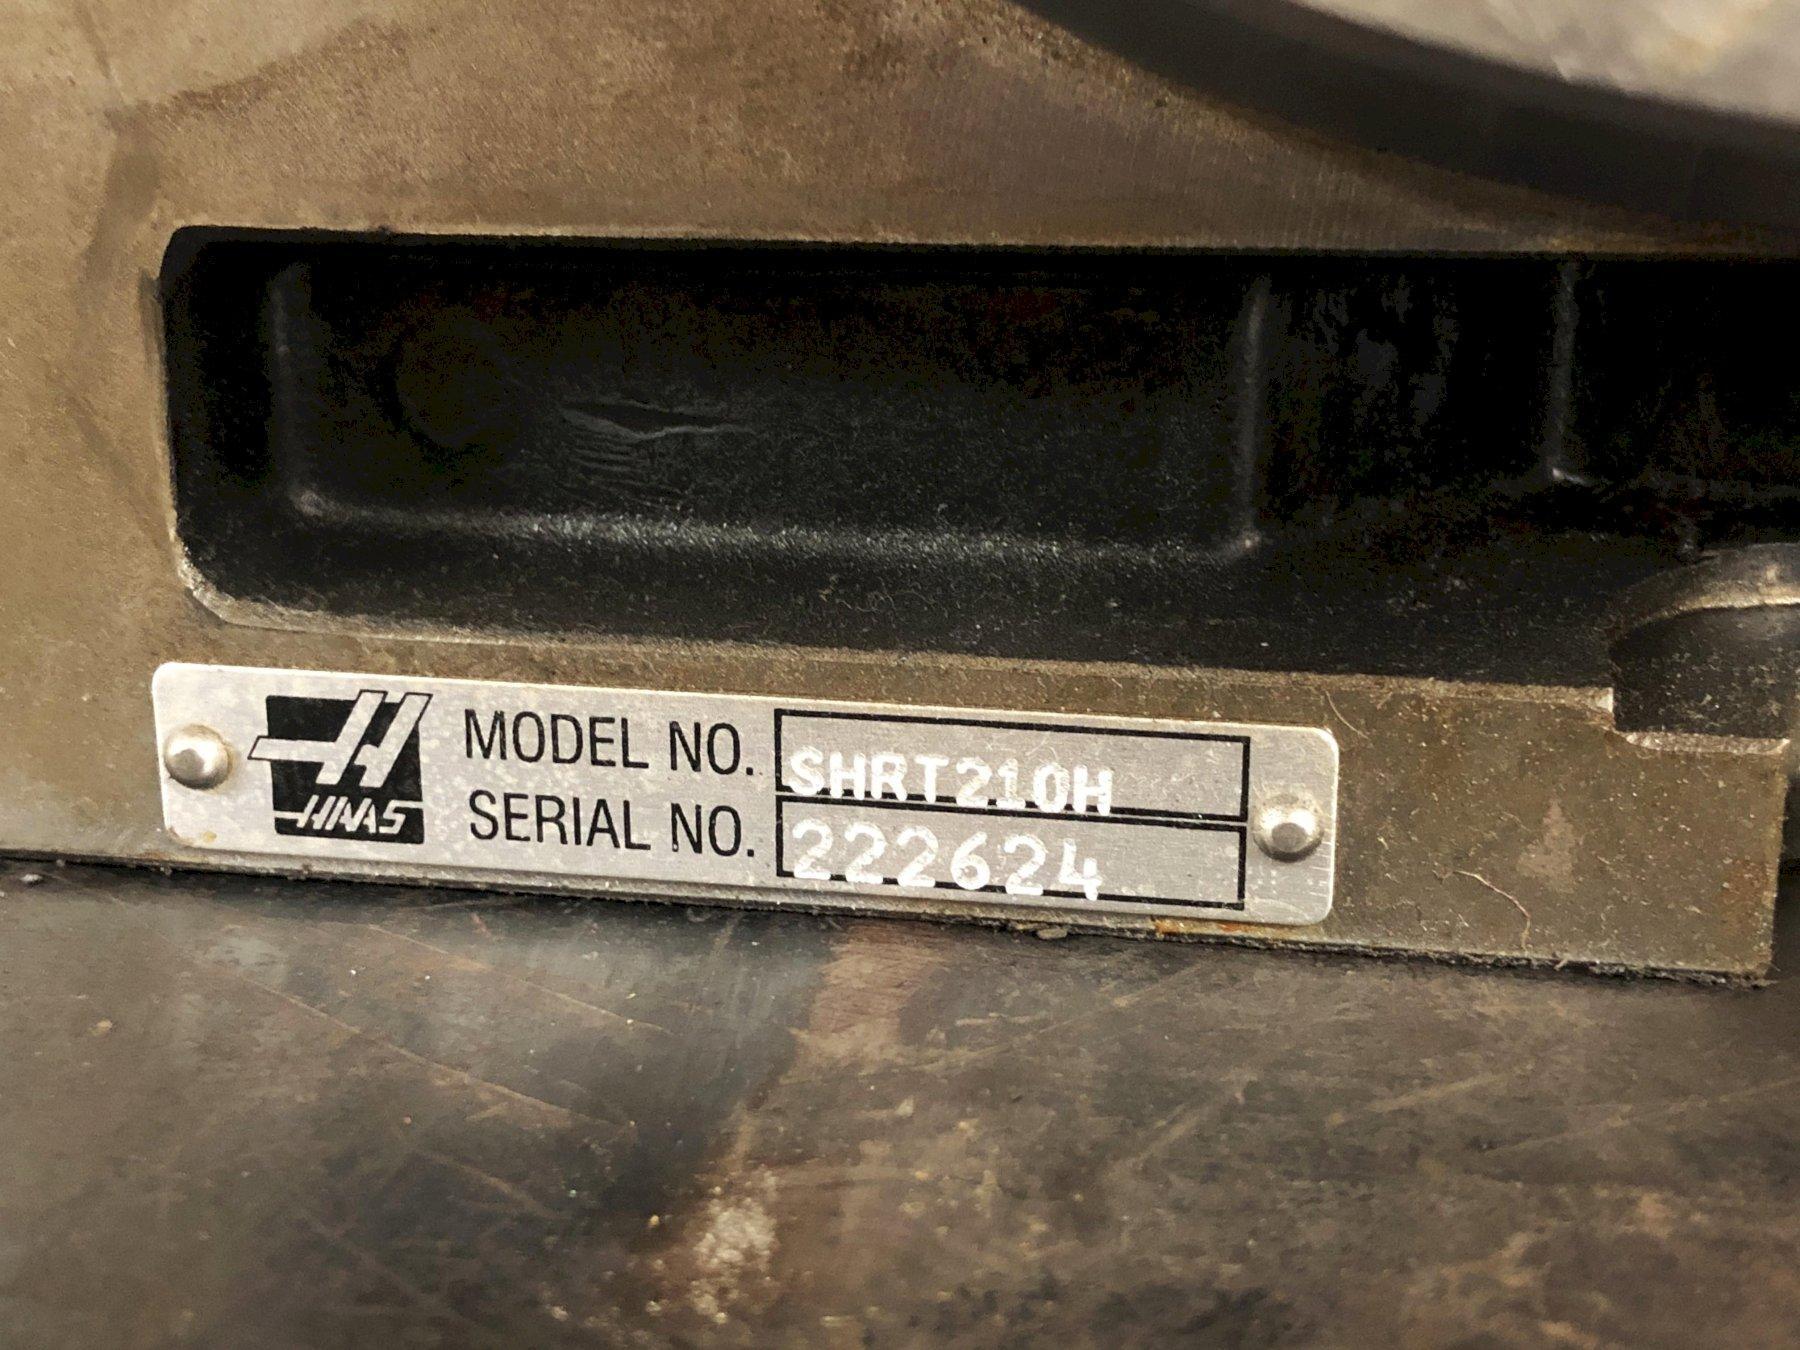 HAAS
MODEL NO. SHRT210H
SERIAL NO. 222624